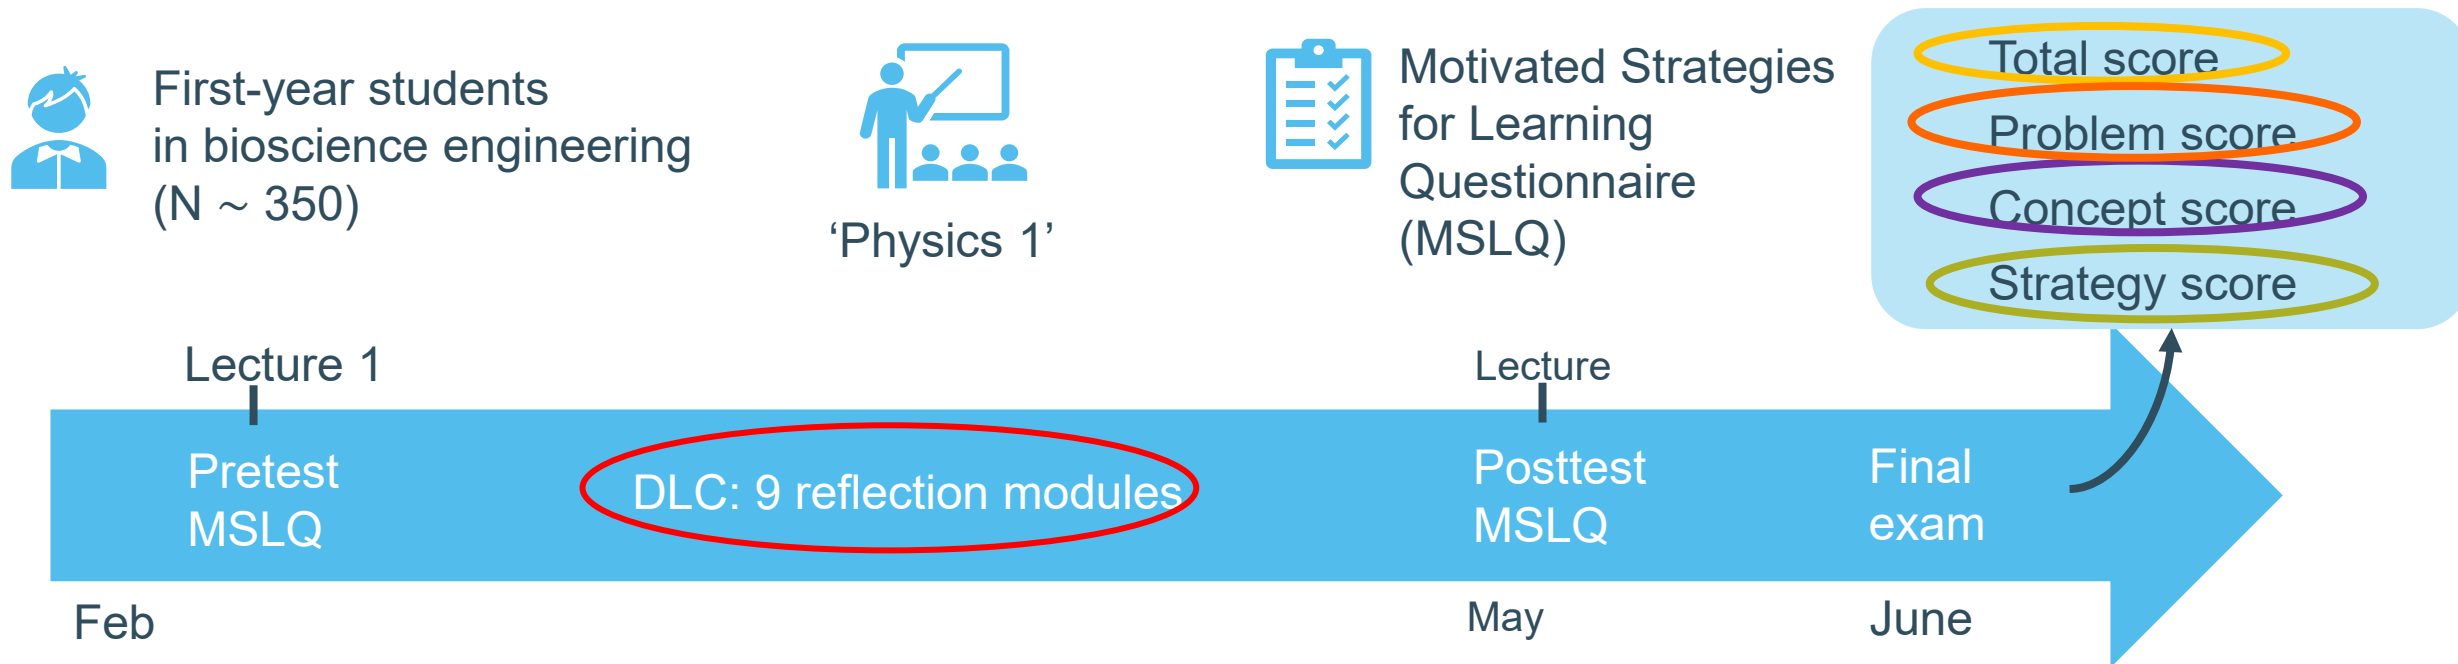 First-year students
in bioscience engineering
(N ~ 350)
‘Physics 1’
Motivated Strategies
for Learning
Questionnaire
(MSLQ)
Total score
Problem score
Concept score
Strategy score
Lecture 1
Lecture
Pretest
MSLQ
DLC: 9 reflection modules
Posttest
MSLQ
Final
exam
Feb
May
June